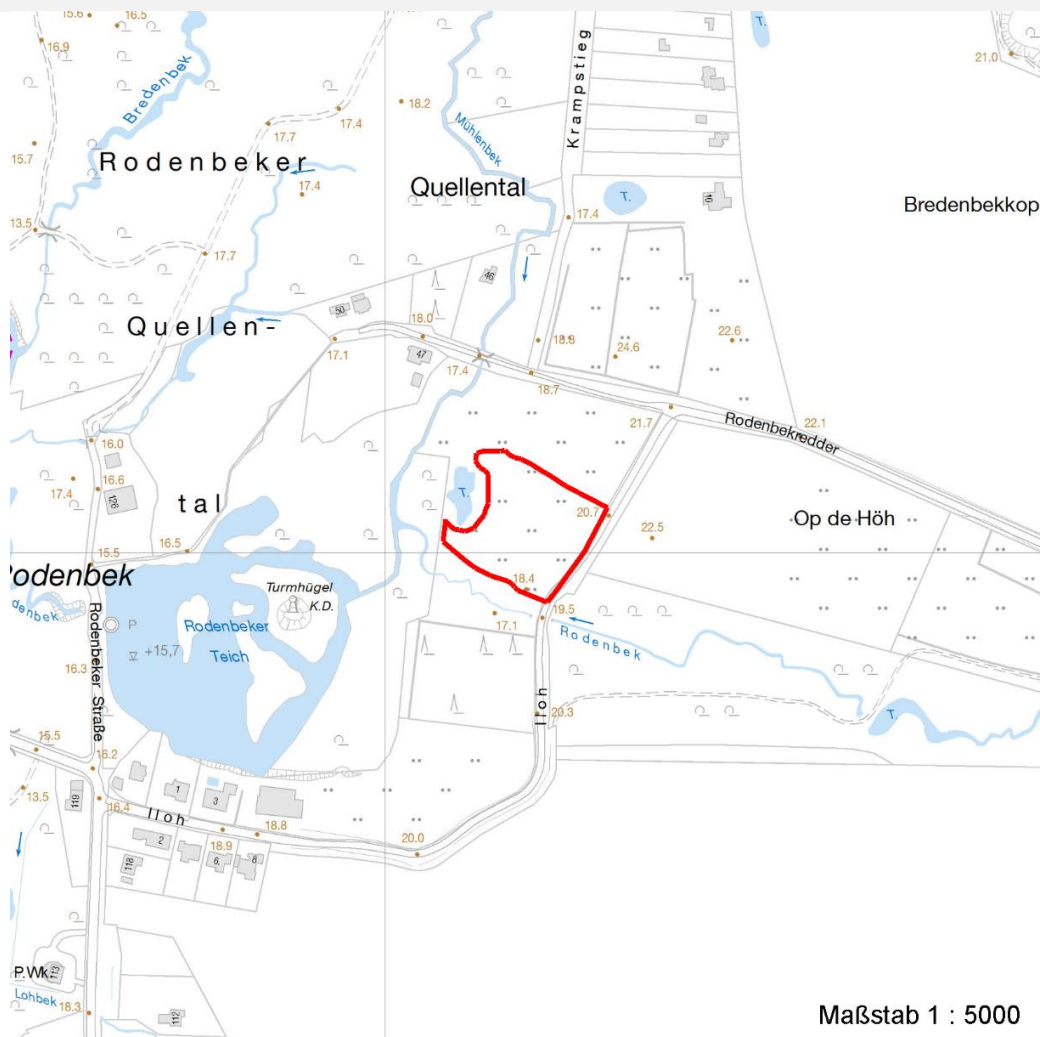 15.6
16.5
T.
16.9
21.0
Bredenbek
17.4
18.2
17.7
Krampstieg
Mühlenbek
15.7
Rodenbeker
17.4
Quellental
T.
10
Bredenbekkop
13.5
17.4
17.7
46
50
Quellen-
18.0
17.1
47
17.4
18.8
24.6
22.6
18.7
21.7
Rodenbekredder
22.1
16.0
16.6
17.4
126
tal
T.
20.7
22.5
Op de Höh
16.5
15.5
Rodenbek
Turmhügel
K.D.
18.4
denbek
P
Rodenbeker
Teich
+15,7
17.1
19.5
Rodenbek
16.3
Rodenbeker Straße
Iloh
20.3
T.
15.5
16.2
13.5
119
1
3
16.4
Iloh
2
18.9
18.8
20.0
118
6
8
P.Wk.
113
Lohbek
18.3
112
Maßstab 1 : 5000